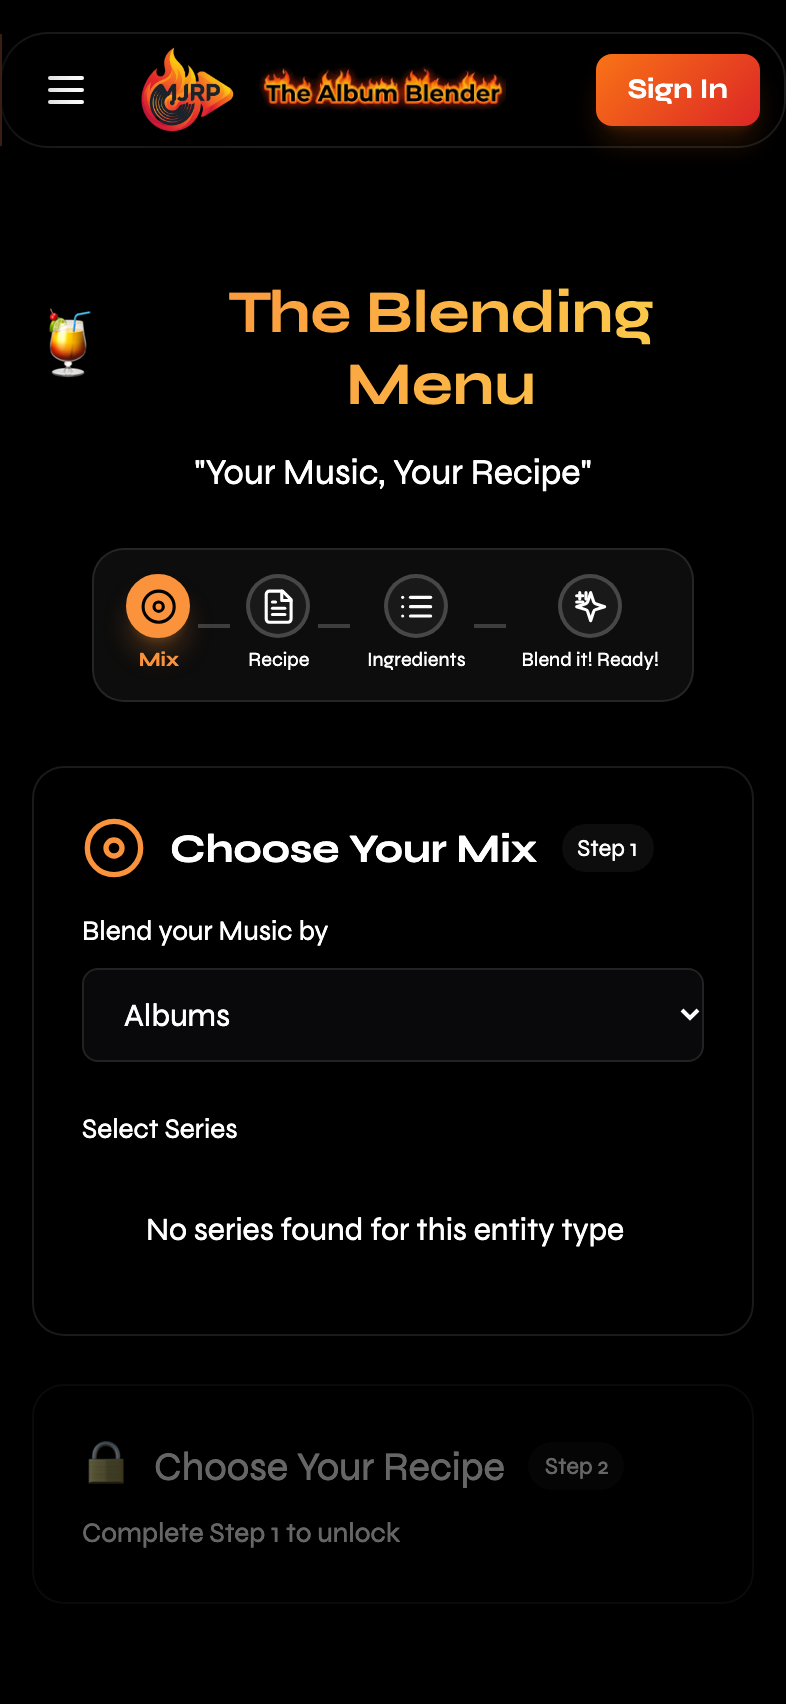 MJRP
The Album Blender
Sign In
The Blending
Menu
"Your Music, Your Recipe"
Mix
Recipe
Ingredients
Blend it! Ready!
Choose Your Mix
Step 1
Blend your Music by
Albums
Select Series
No series found for this entity type
Choose Your Recipe
Step 2
Complete Step 1 to unlock